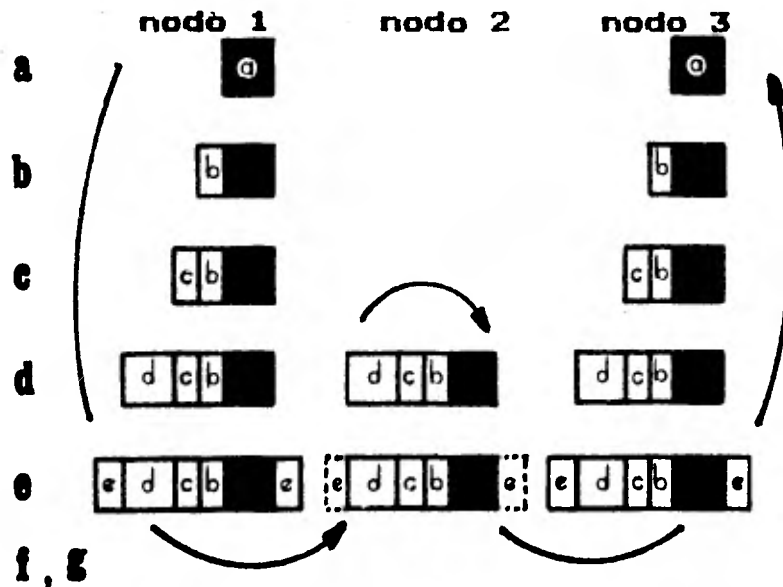 nodo 1 nodo 2 nodo 3
a a a
b b b
c c b c b
d d c b d c b d c b
e e d c b e e d c b e e d c b e
f, g